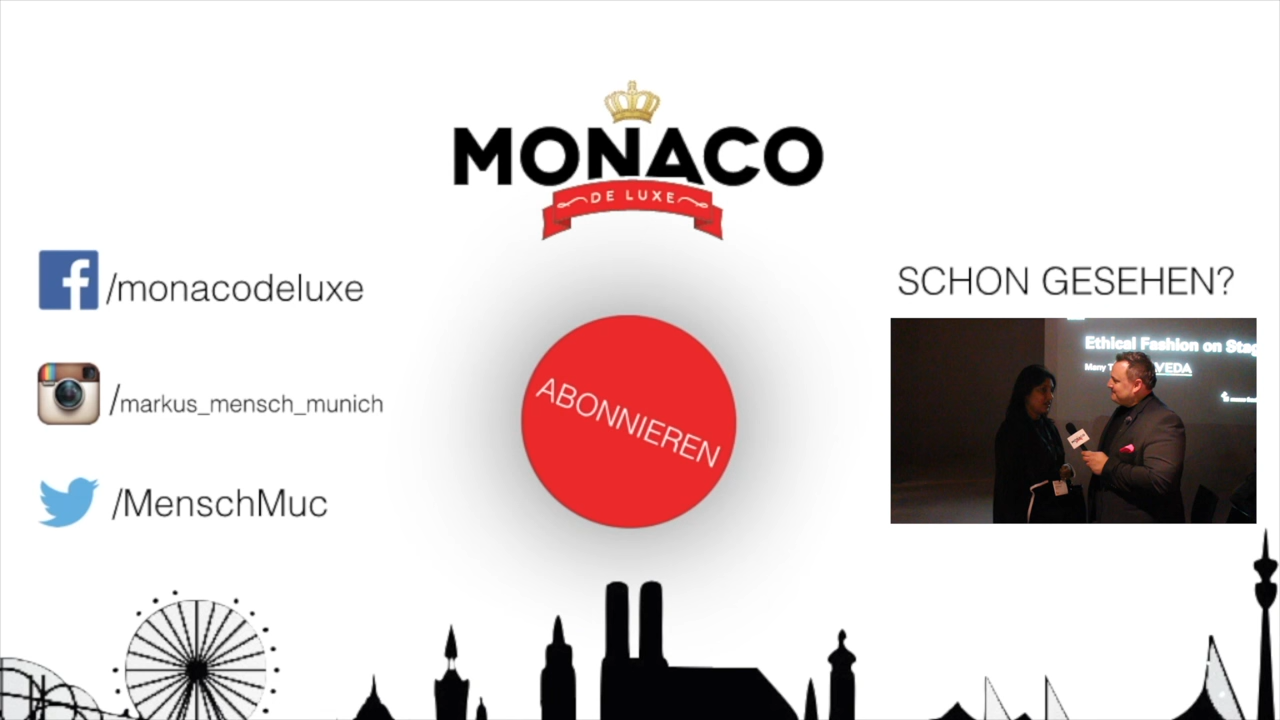 MONACO
DE LUXE
/monacodeluxe
/markus_mensch_munich
/MenschMuc
ABONNIEREN
SCHON GESEHEN?
Ethical Fashion on Stag